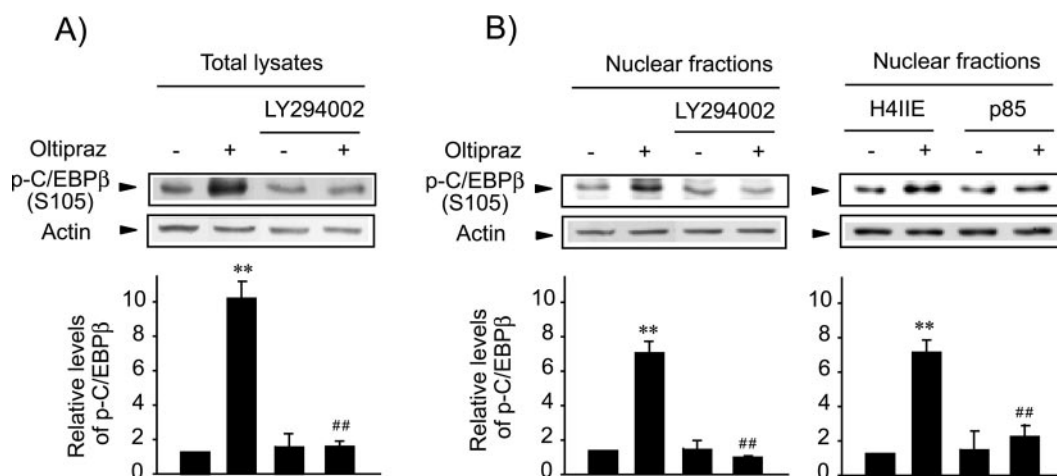 A)
Total lysates
LY294002
Oltipraz - + - +
p-C/EBPβ
(S105)
Actin
Relative levels
of p-C/EBPβ
10
8
6
4
2
0
**
##
B)
Nuclear fractions
LY294002
Oltipraz - + - +
p-C/EBPβ
(S105)
Actin
Relative levels
of p-C/EBPβ
10
8
6
4
2
0
**
##
Nuclear fractions
H4IIE p85
- + - +
10
8
6
4
2
0
**
##